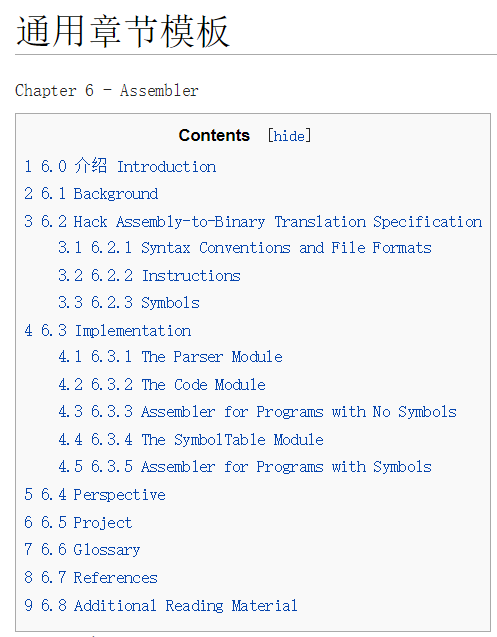 通用章节模板
Chapter 6 - Assembler
Contents [hide]
1 6.0 介绍 Introduction
2 6.1 Background
3 6.2 Hack Assembly-to-Binary Translation Specification
3.1 6.2.1 Syntax Conventions and File Formats
3.2 6.2.2 Instructions
3.3 6.2.3 Symbols
4 6.3 Implementation
4.1 6.3.1 The Parser Module
4.2 6.3.2 The Code Module
4.3 6.3.3 Assembler for Programs with No Symbols
4.4 6.3.4 The SymbolTable Module
4.5 6.3.5 Assembler for Programs with Symbols
5 6.4 Perspective
6 6.5 Project
7 6.6 Glossary
8 6.7 References
9 6.8 Additional Reading Material